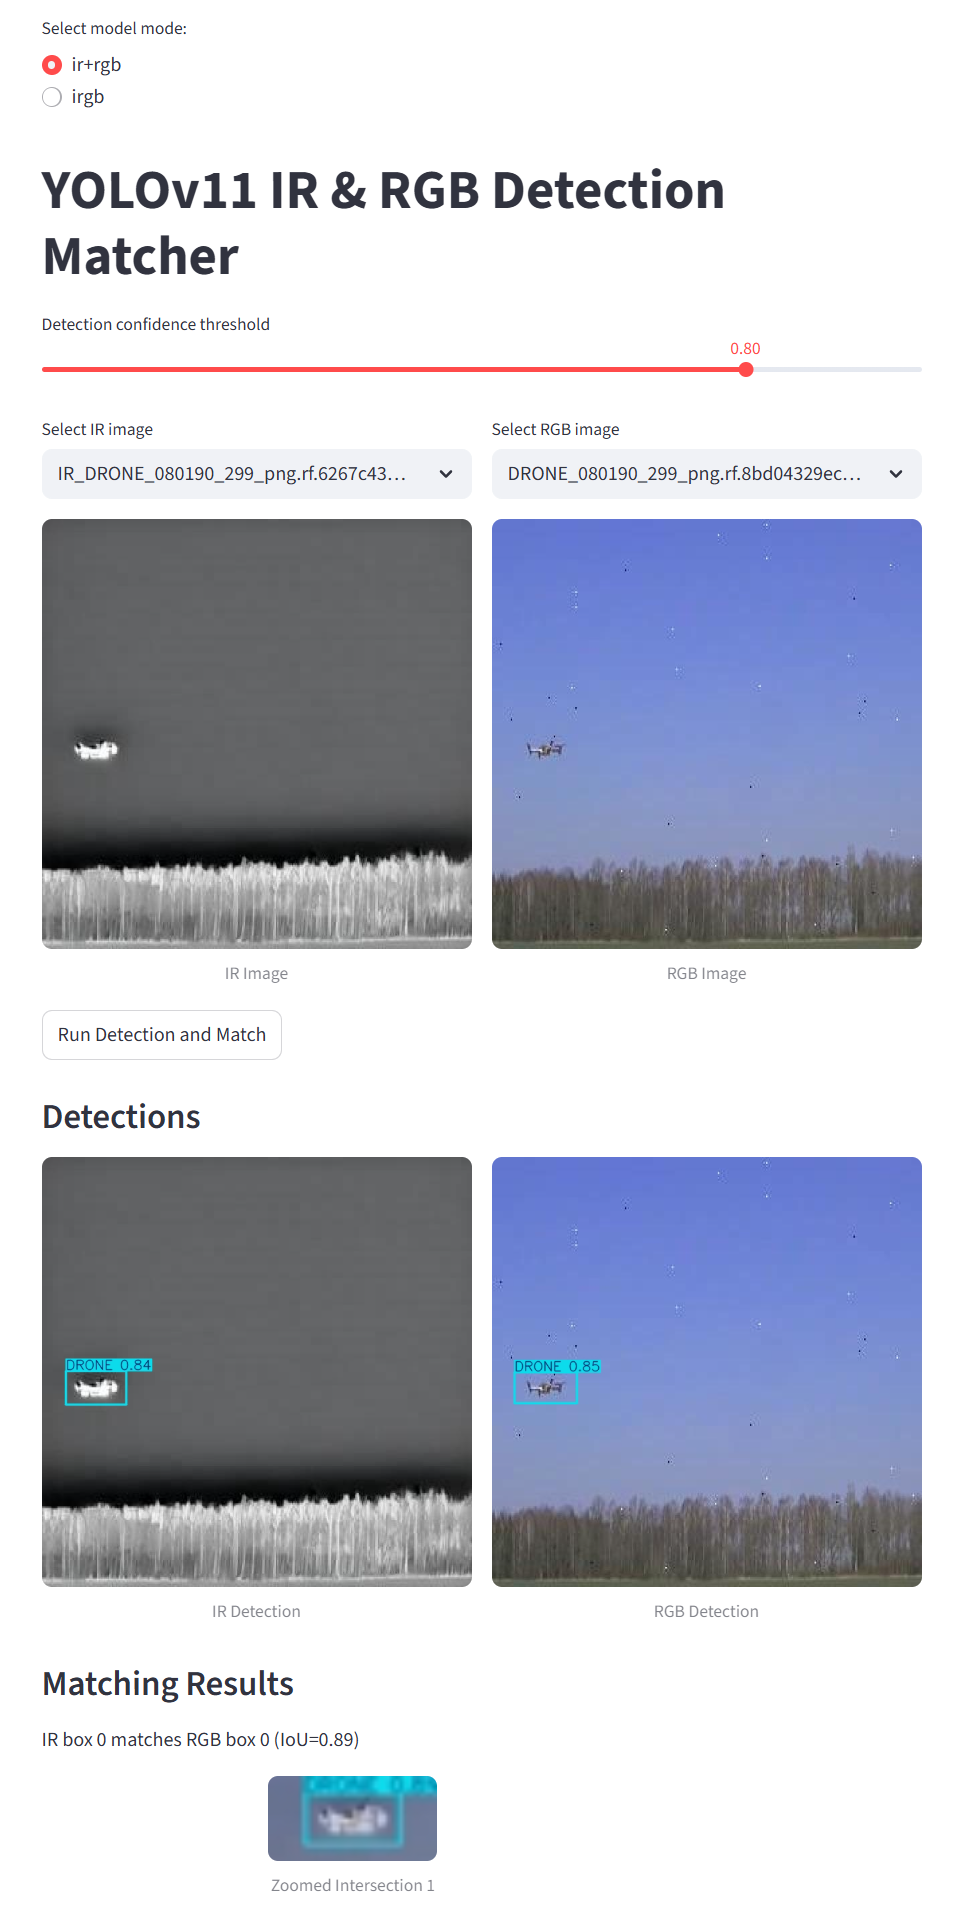 Select model mode:
ir+rgb
irgb
YOLOv11 IR & RGB Detection
Matcher
Detection confidence threshold
0.80
Select IR image
Select RGB image
IR_DRONE_080190_299_png.rf.6267c43...
DRONE_080190_299_png.rf.8bd04329ec...
IR Image
RGB Image
Run Detection and Match
Detections
DRONE 0.84
DRONE 0.85
IR Detection
RGB Detection
Matching Results
IR box 0 matches RGB box 0 (IoU=0.89)
Zoomed Intersection 1